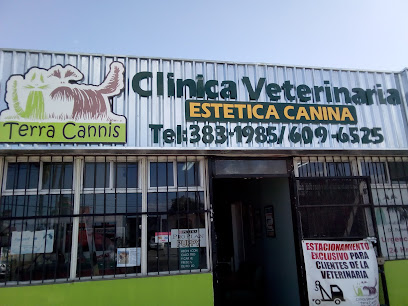 Clinica Veterinaria
ESTETICA CANINA
Tel: 383-1985/ 609-6525
Terra Cannis
ESTACIONAMIENTO
EXCLUSIVO PARA
CLIENTES DE LA
VETERINARIA